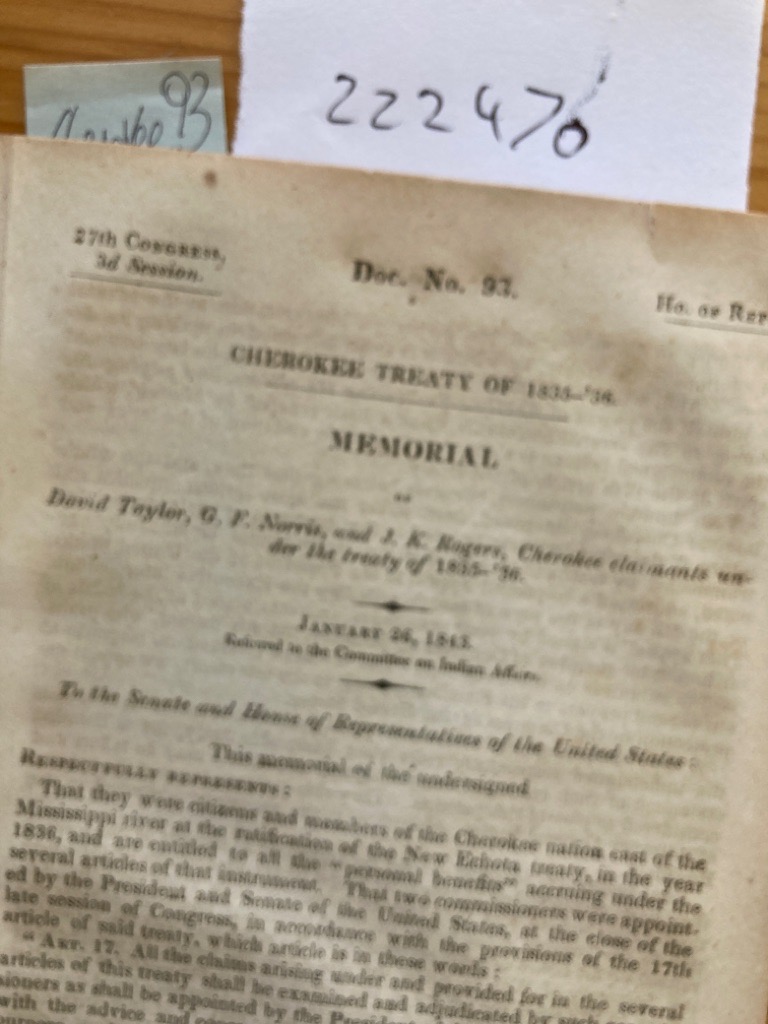 93
222470
27th Congress,
3d Session.
Doc. No. 93.
Ho. of Rep
CHEROKEE TREATY OF 1835-'36.
MEMORIAL
OF
David Taylor, G. F. Norris, and J. K. Rogers, Cherokee claimants un-
der the treaty of 1835-'36.
January 26, 1843.
Referred to the Committee on Indian Affairs.
To the Senate and House of Representatives of the United States:
This memorial of the undersigned
Respectfully represents:
That they were citizens and members of the Cherokee nation east of the
Mississippi river at the ratification of the New Echota treaty, in the year
1836, and are entitled to all the "personal benefits" accruing under the
several articles of that instrument. That two commissioners were appoint-
ed by the President and Senate of the United States, at the close of the
late session of Congress, in accordance with the provisions of the 17th
article of said treaty, which article is in these words:
"Art. 17. All the claims arising under and provided for in the several
articles of this treaty shall be examined and adjudicated by such
sioners as shall be appointed by the President
with the advice and